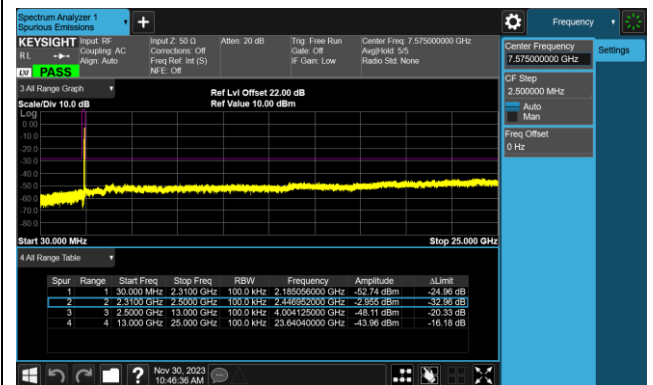 Spectrum Analyzer 1
Spurious Emissions
Frequency
KEYSIGHT Input: RF Input Z: 50 Ω Atten: 20 dB Trig: Free Run Center Freq: 7.575000000 GHz
RL Coupling: AC Corrections: Off Gate: Off Avg|Hold: 5/5
Align: Auto Freq Ref: Int (S) IF Gain: Low Radio Std: None
LXI PASS NFE: Off
Center Frequency
7.575000000 GHz
Settings
CF Step
2.500000 MHz
Auto
Man
Freq Offset
0 Hz
3 All Range Graph
Ref Lvl Offset 22.00 dB
Scale/Div 10.0 dB Ref Value 10.00 dBm
Log
0.00
-10.0
-20.0
-30.0
-40.0
-50.0
-60.0
-70.0
-80.0
Start 30.000 MHz Stop 25.000 GHz
4 All Range Table
Spur Range Start Freq Stop Freq RBW Frequency Amplitude ΔLimit
1 1 30.000 MHz 2.3100 GHz 100.0 kHz 2.185056000 GHz -52.74 dBm -24.96 dB
2 2 2.3100 GHz 2.5000 GHz 100.0 kHz 2.446952000 GHz -2.955 dBm -32.96 dB
3 3 2.5000 GHz 13.000 GHz 100.0 kHz 4.004125000 GHz -48.11 dBm -20.33 dB
4 4 13.000 GHz 25.000 GHz 100.0 kHz 23.64040000 GHz -43.96 dBm -16.18 dB
Nov 30, 2023
10:46:36 AM